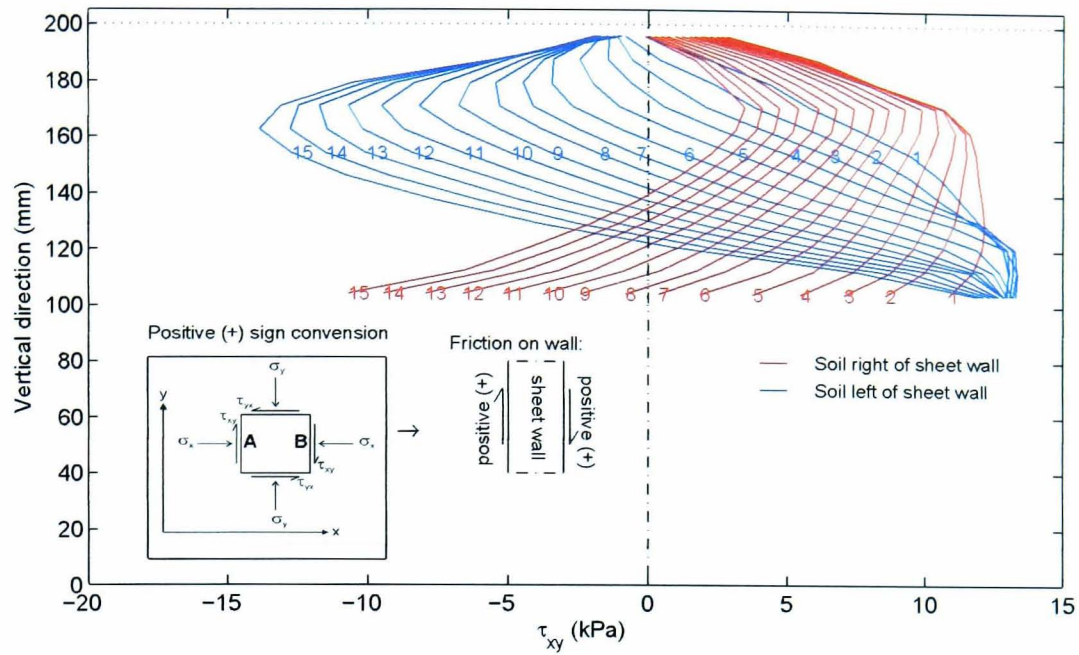 200
180
160
140
120
100
80
60
40
20
0
Vertical direction (mm)
15 14 13 12 11 10 9 8 7 6 5 4 3 2 1
15 14 13 12 11 10 9 8 7 6 5 4 3 2 1
Positive (+) sign convension
y
σy
τyx
τxy
σx
A
B
σx
τxy
τyx
σy
x
→
Friction on wall:
positive (+)
sheet wall
positive (+)
Soil right of sheet wall
Soil left of sheet wall
−20 −15 −10 −5 0 5 10 15
τxy (kPa)